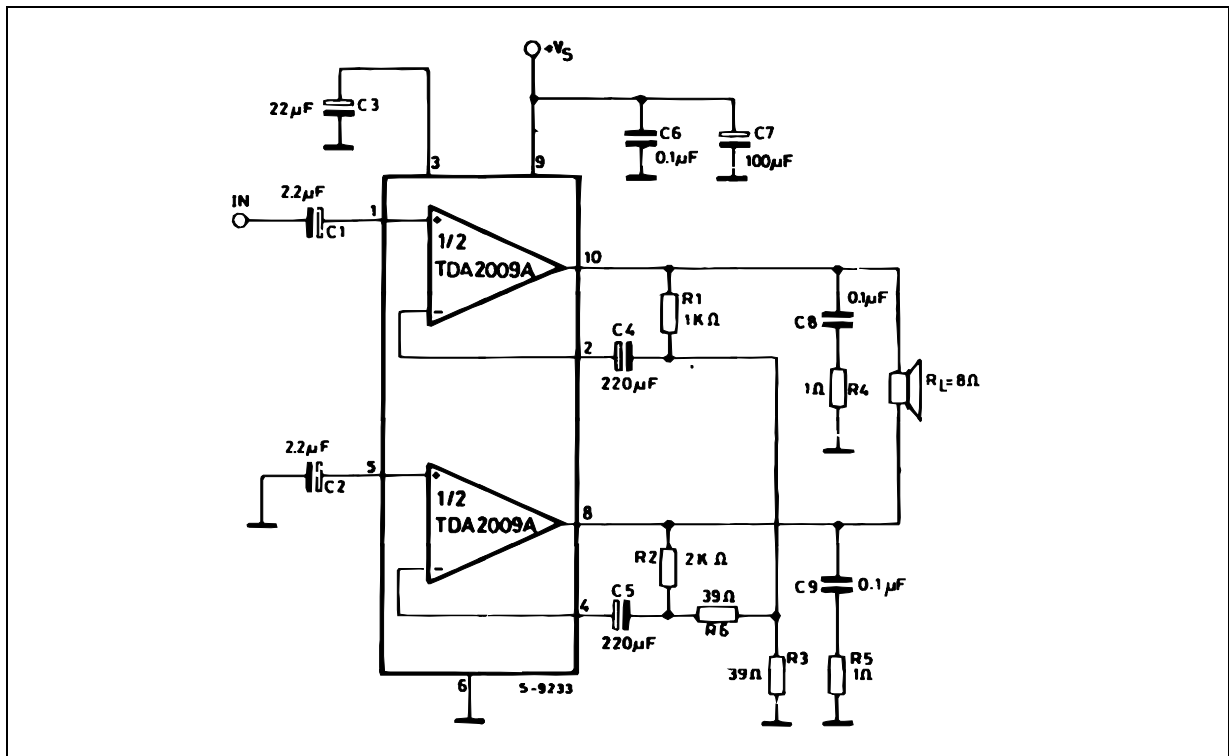 +VS
22µF
C3
C6
0.1µF
C7
100µF
3
9
IN
2.2µF
C1
1
+
1/2
TDA2009A
−
10
R1
1KΩ
0.1µF
C8
2
C4
220µF
1Ω
R4
RL=8Ω
2.2µF
C2
5
+
1/2
TDA2009A
−
8
R2
2KΩ
C9
0.1µF
4
C5
220µF
39Ω
R6
39Ω
R3
R5
1Ω
6
S-9233